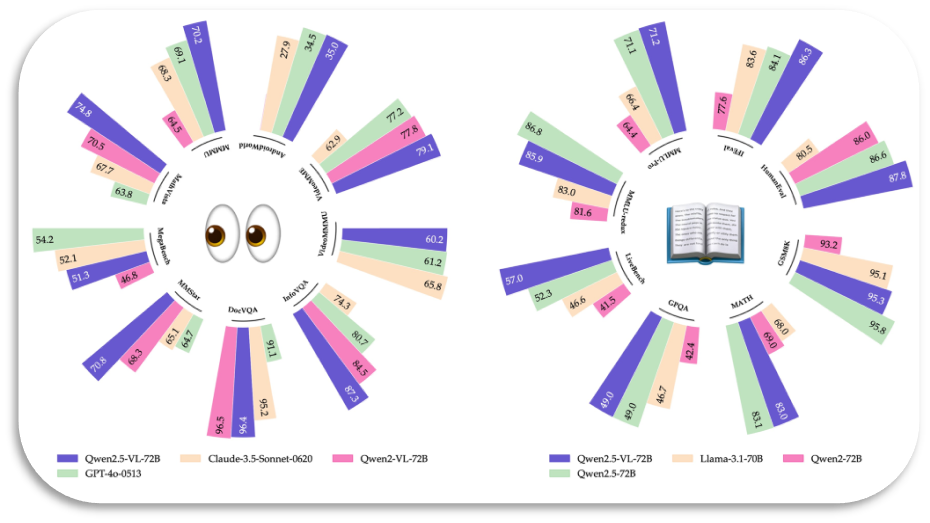 70.2
69.1
68.3
64.5
MMMU
27.9
34.5
35.0
AndroidWorld
77.2
77.8
79.1
62.9
VideoMME
60.2
61.2
65.8
VideoMMMU
74.3
80.7
84.5
87.3
InfoVQA
91.1
95.2
96.4
96.5
DocVQA
64.7
65.1
68.3
70.8
MMStar
46.8
51.3
52.1
54.2
MegaBench
63.8
67.7
70.5
74.8
MathVista
Qwen2.5-VL-72B
Claude-3.5-Sonnet-0620
Qwen2-VL-72B
GPT-4o-0513
71.2
71.1
66.4
64.4
MMLU-Pro
77.6
83.6
84.1
86.3
IFEval
80.5
86.0
86.6
87.8
HumanEval
93.2
95.1
95.3
95.8
GSM8K
68.0
69.0
83.0
83.1
MATH
42.4
46.7
49.0
49.0
GPQA
41.5
46.6
52.3
57.0
LiveBench
81.6
83.0
85.9
86.8
MMLU-redux
Qwen2.5-VL-72B
Llama-3.1-70B
Qwen2-72B
Qwen2.5-72B